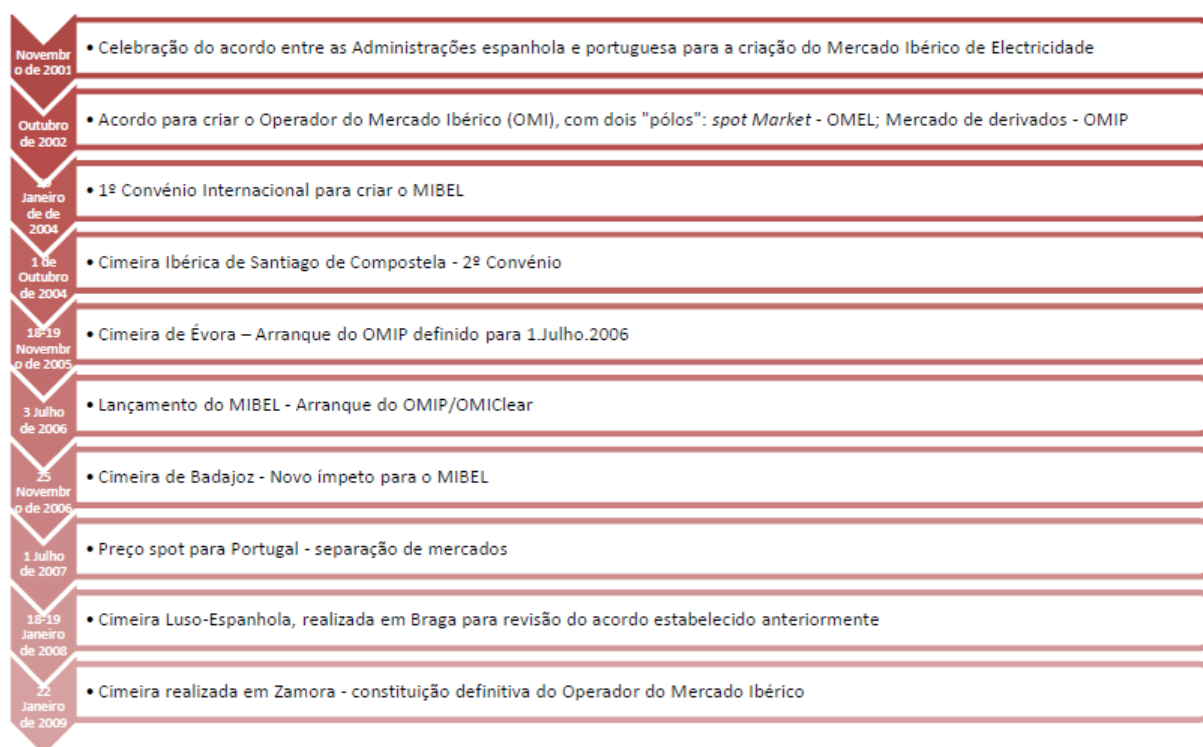 Novembr
o de 2001
• Celebração do acordo entre as Administrações espanhola e portuguesa para a criação do Mercado Ibérico de Electricidade
Outubro
de 2002
• Acordo para criar o Operador do Mercado Ibérico (OMI), com dois "pólos": spot Market - OMEL; Mercado de derivados - OMIP
Janeiro
de de
2004
• 1º Convénio Internacional para criar o MIBEL
1 de
Outubro
de 2004
• Cimeira Ibérica de Santiago de Compostela - 2º Convénio
18-19
Novembr
o de 2005
• Cimeira de Évora – Arranque do OMIP definido para 1.Julho.2006
3 Julho
de 2006
• Lançamento do MIBEL - Arranque do OMIP/OMIClear
25
Novembr
o de 2006
• Cimeira de Badajoz - Novo ímpeto para o MIBEL
1 Julho
de 2007
• Preço spot para Portugal - separação de mercados
18-19
Janeiro
de 2008
• Cimeira Luso-Espanhola, realizada em Braga para revisão do acordo estabelecido anteriormente
22
Janeiro
de 2009
• Cimeira realizada em Zamora - constituição definitiva do Operador do Mercado Ibérico